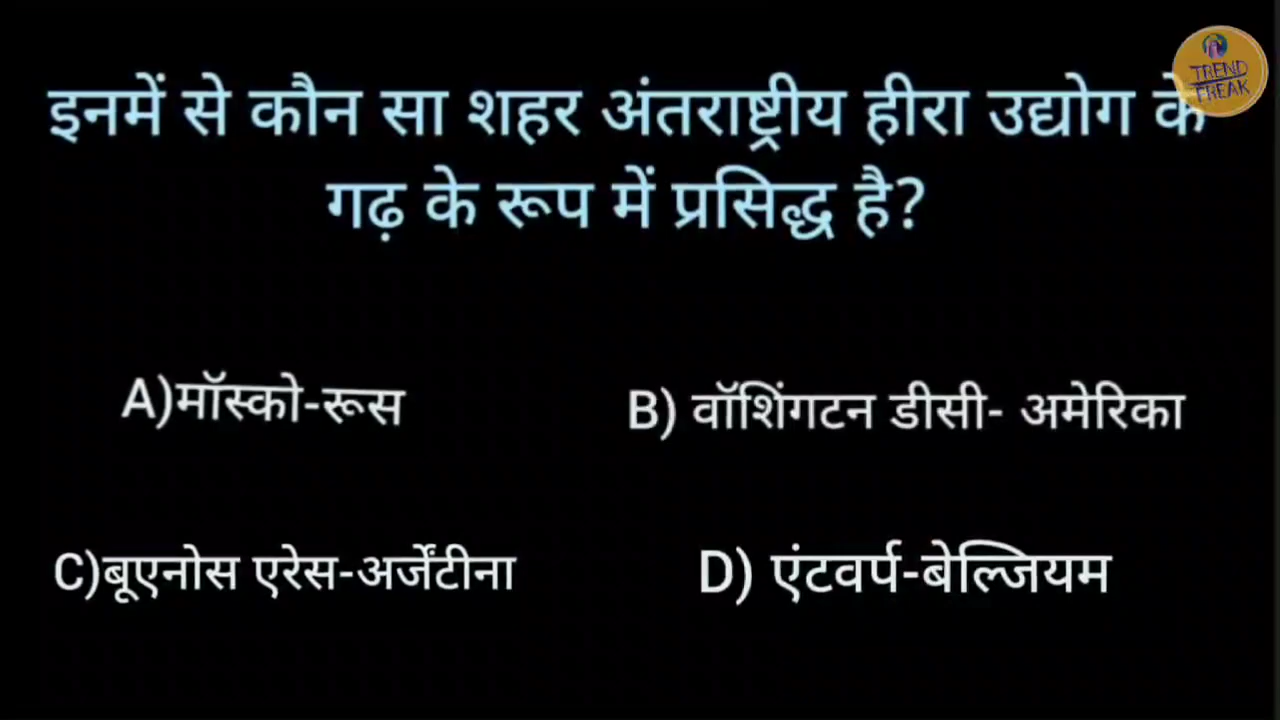 इनमें से कौन सा शहर अंतराष्ट्रीय हीरा उद्योग के
गढ़ के रूप में प्रसिद्ध है?
A)मॉस्को-रूस
B) वॉशिंगटन डीसी- अमेरिका
C)बूएनोस एरेस-अर्जेंटीना
D) एंटवर्प-बेल्जियम
TREND
FREAK